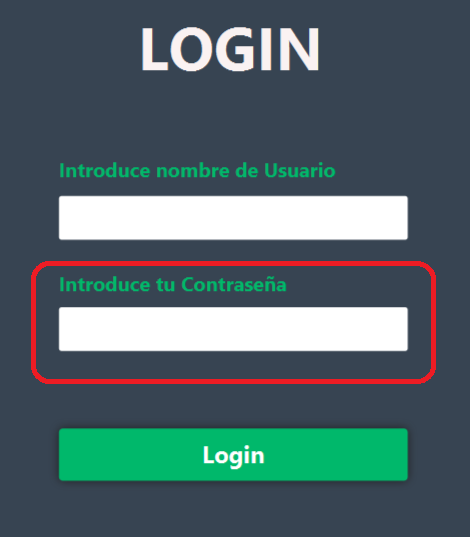 LOGIN
Introduce nombre de Usuario
Introduce tu Contraseña
Login